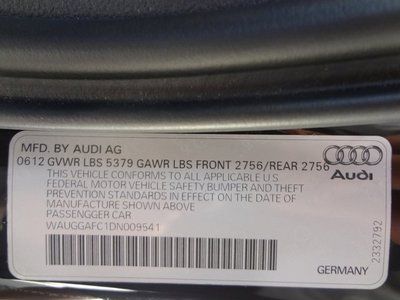 MFD. BY AUDI AG
0612 GVWR LBS 5379 GAWR LBS FRONT 2756/REAR 2756
THIS VEHICLE CONFORMS TO ALL APPLICABLE U.S
FEDERAL MOTOR VEHICLE SAFETY BUMPER AND THEFT
PREVENTION STANDARDS IN EFFECT ON THE DATE OF
MANUFACTURE SHOWN ABOVE
PASSENGGER CAR
WAUGGAFC1DN009541
Audi
2332792
GERMANY